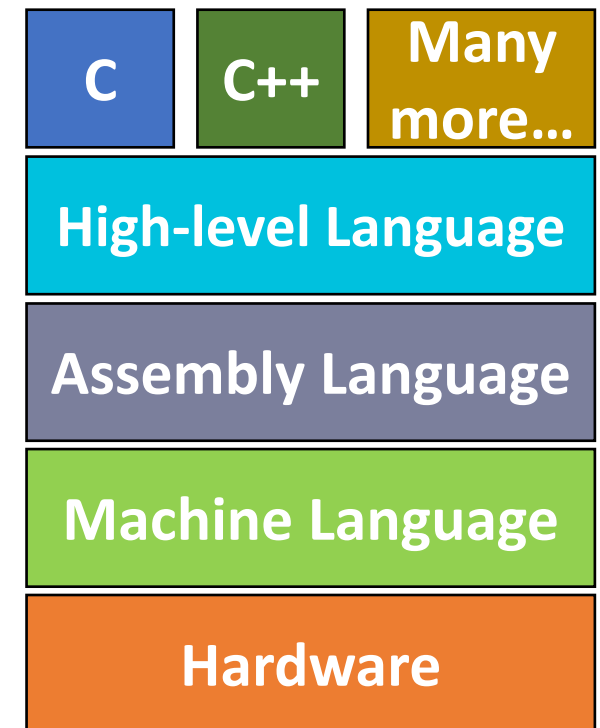 C
C++
Many
more…
High-level Language
Assembly Language
Machine Language
Hardware